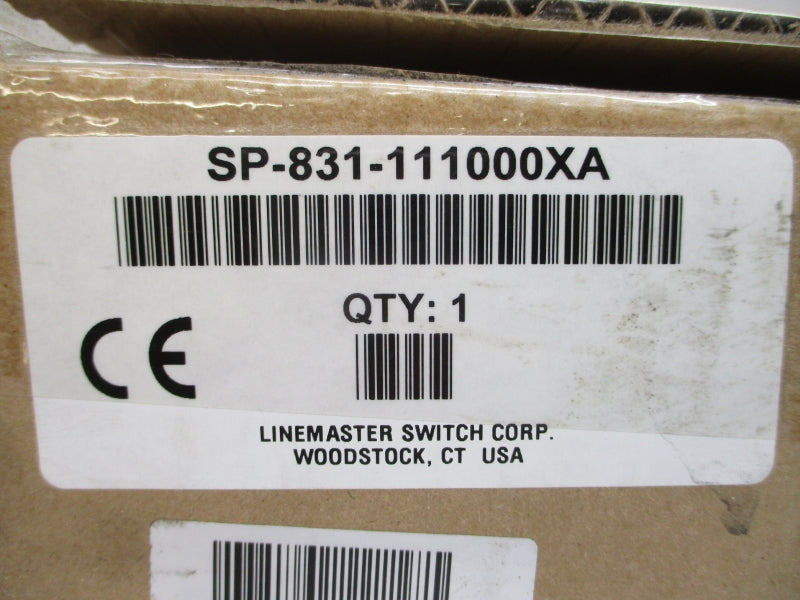 SP-831-111000XA
QTY: 1
CE
LINEMASTER SWITCH CORP.
WOODSTOCK, CT USA